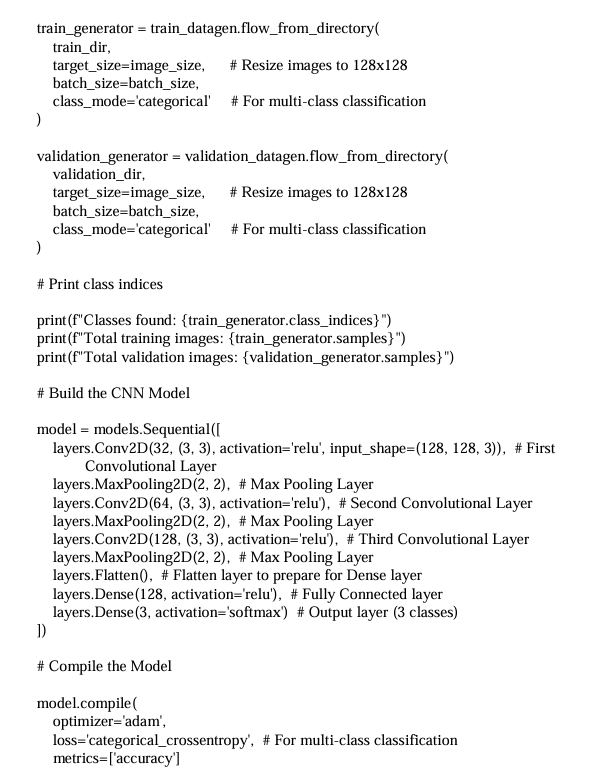 train_generator = train_datagen.flow_from_directory(
    train_dir,
    target_size=image_size,      # Resize images to 128x128
    batch_size=batch_size,
    class_mode='categorical'     # For multi-class classification
)
validation_generator = validation_datagen.flow_from_directory(
    validation_dir,
    target_size=image_size,      # Resize images to 128x128
    batch_size=batch_size,
    class_mode='categorical'     # For multi-class classification
)
# Print class indices
print(f"Classes found: {train_generator.class_indices}")
print(f"Total training images: {train_generator.samples}")
print(f"Total validation images: {validation_generator.samples}")
# Build the CNN Model
model = models.Sequential([
    layers.Conv2D(32, (3, 3), activation='relu', input_shape=(128, 128, 3)),  # First
            Convolutional Layer
    layers.MaxPooling2D(2, 2),  # Max Pooling Layer
    layers.Conv2D(64, (3, 3), activation='relu'),  # Second Convolutional Layer
    layers.MaxPooling2D(2, 2),  # Max Pooling Layer
    layers.Conv2D(128, (3, 3), activation='relu'),  # Third Convolutional Layer
    layers.MaxPooling2D(2, 2),  # Max Pooling Layer
    layers.Flatten(),  # Flatten layer to prepare for Dense layer
    layers.Dense(128, activation='relu'),  # Fully Connected layer
    layers.Dense(3, activation='softmax')  # Output layer (3 classes)
])
# Compile the Model
model.compile(
    optimizer='adam',
    loss='categorical_crossentropy',  # For multi-class classification
    metrics=['accuracy']